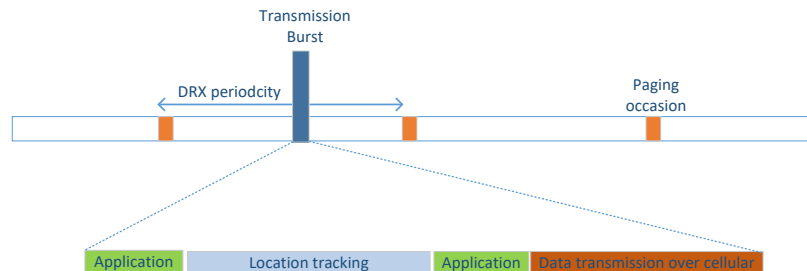 Transmission
Burst
DRX periodcity
Paging
occasion
Application
Location tracking
Application
Data transmission over cellular